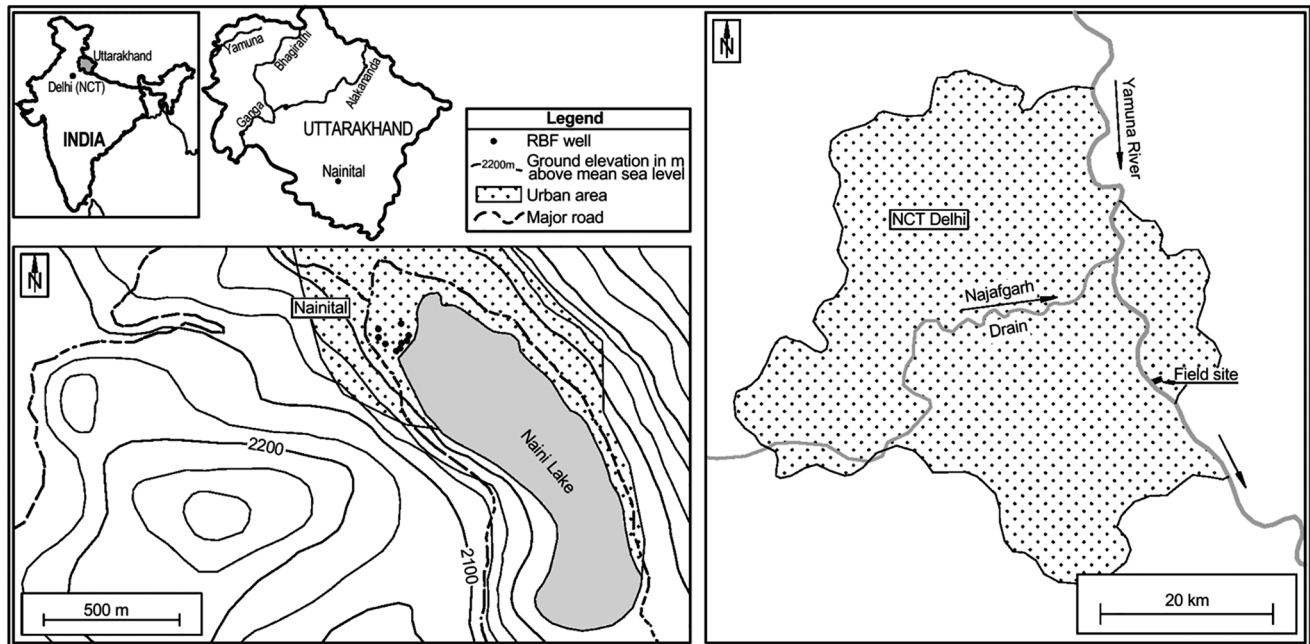 Uttarakhand
Delhi (NCT)
INDIA
Yamuna
Bhagirathi
Alakananda
Ganga
UTTARAKHAND
Nainital
Legend
RBF well
2200m
Ground elevation in m
above mean sea level
Urban area
Major road
N
Nainital
Naini Lake
2200
2100
500 m
N
Yamuna River
NCT Delhi
Najafgarh
Drain
Field site
20 km